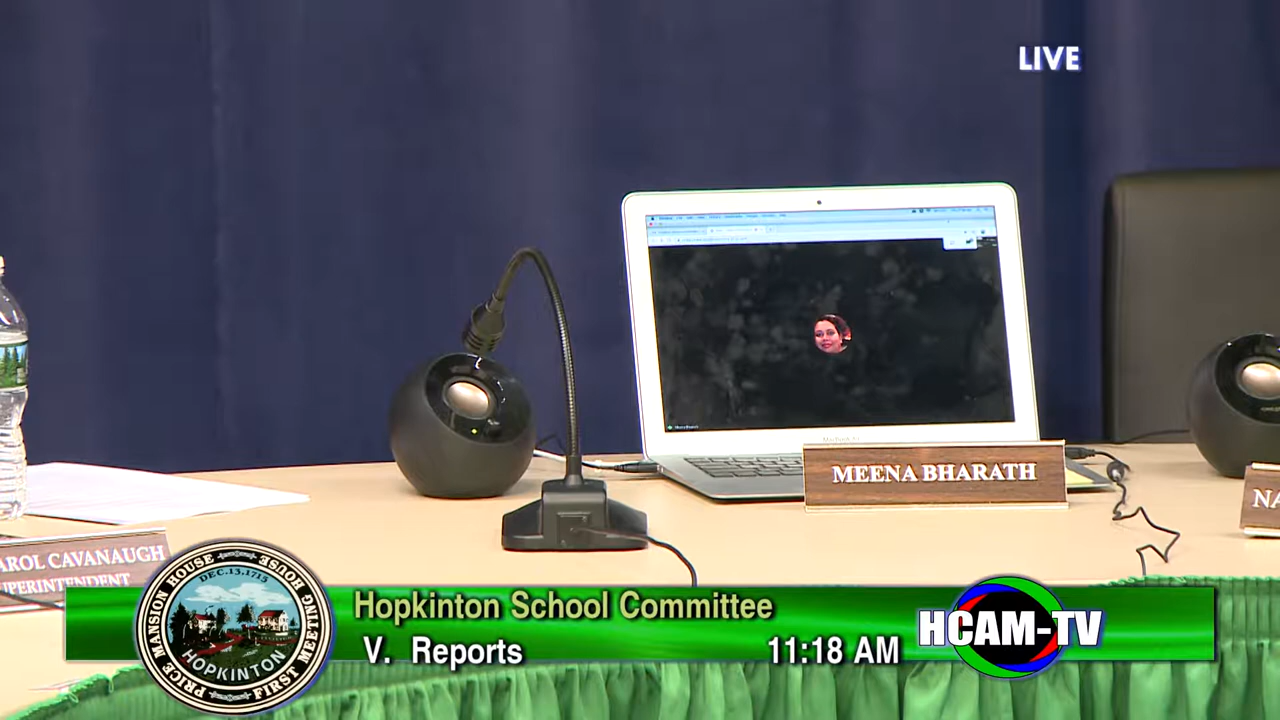 LIVE
MEENA BHARATH
NA
AROL CAVANAUGH
UPERINTENDENT
PRICE MANSION HOUSE
HOUSE
FIRST MEETING
DEC.13.1715
HOPKINTON
Hopkinton School Committee
V. Reports
11:18 AM
HCAM-TV